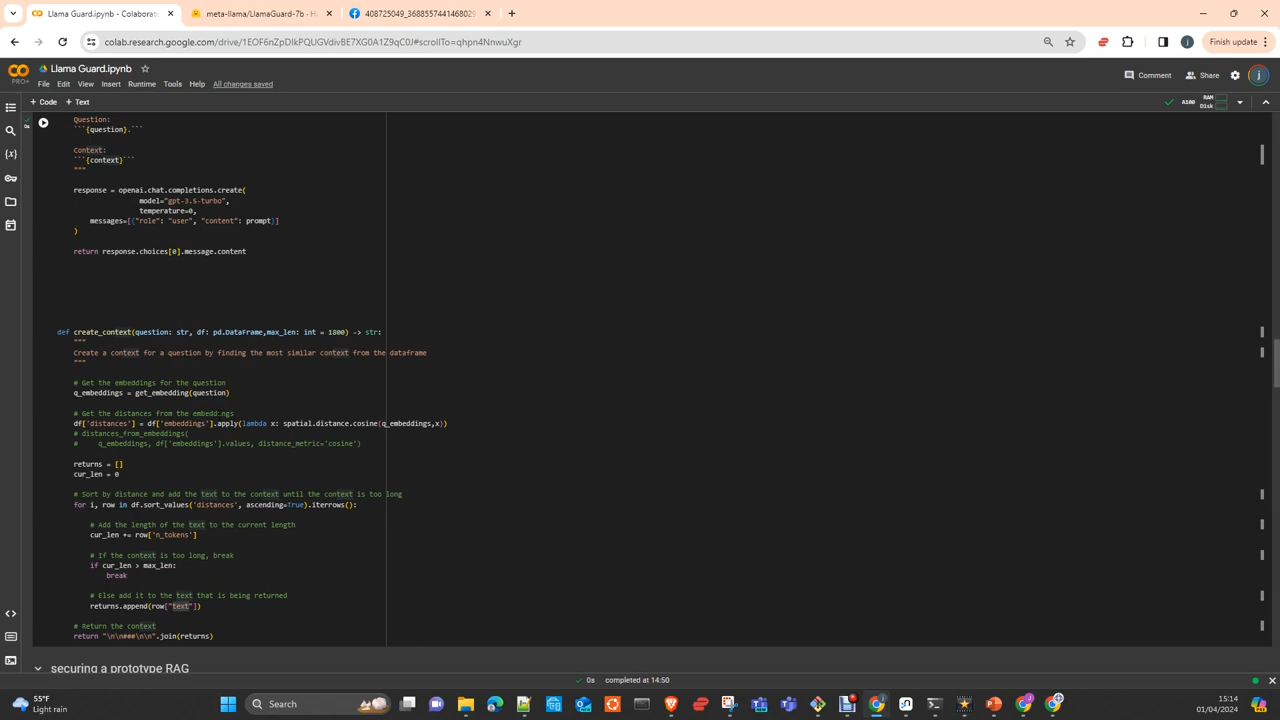 Llama Guard.ipynb - Colaborato
meta-llama/LlamaGuard-7b · H
408725049_3688557441468029
colab.research.google.com/drive/1EOF6nZpDlkPQUGVdivBE7XG0A1Z9qC0J#scrollTo=qhpn4NnwuXgr
Finish update
PRO+
Llama Guard.ipynb
Comment
Share
File Edit View Insert Runtime Tools Help All changes saved
+ Code + Text
A100
RAM
Disk
0s
Question:
```{question}.```
Context:
```{context}```
"""
response = openai.chat.completions.create(
model="gpt-3.5-turbo",
temperature=0,
messages=[{"role": "user", "content": prompt}]
)
return response.choices[0].message.content
def create_context(question: str, df: pd.DataFrame,max_len: int = 1800) -> str:
"""
Create a context for a question by finding the most similar context from the dataframe
"""
# Get the embeddings for the question
q_embeddings = get_embedding(question)
# Get the distances from the embeddings
df['distances'] = df['embeddings'].apply(lambda x: spatial.distance.cosine(q_embeddings,x))
# distances_from_embeddings(
# q_embeddings, df['embeddings'].values, distance_metric='cosine')
returns = []
cur_len = 0
# Sort by distance and add the text to the context until the context is too long
for i, row in df.sort_values('distances', ascending=True).iterrows():
# Add the length of the text to the current length
cur_len += row['n_tokens']
# If the context is too long, break
if cur_len > max_len:
break
# Else add it to the text that is being returned
returns.append(row["text"])
# Return the context
return "\n\n###\n\n".join(returns)
securing a prototype RAG
0s completed at 14:50
55°F
Light rain
Search
15:14
01/04/2024